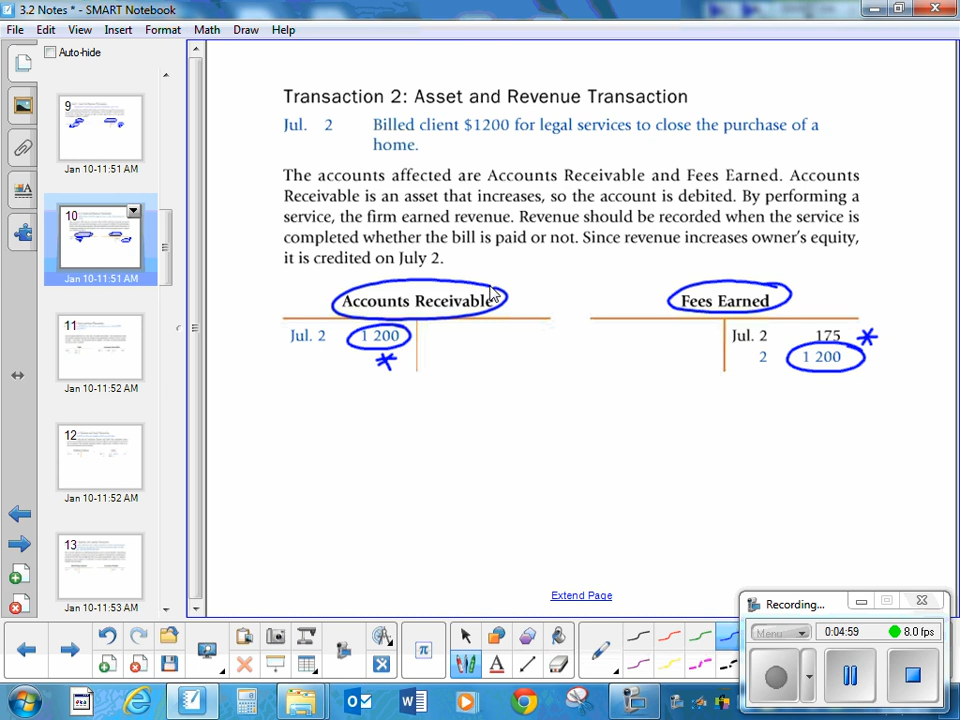 3.2 Notes * - SMART Notebook
File Edit View Insert Format Math Draw Help
Auto-hide
9
Jan 10-11:51 AM
10
Jan 10-11:51 AM
11
Jan 10-11:52 AM
12
Jan 10-11:52 AM
13
Jan 10-11:53 AM
Transaction 2: Asset and Revenue Transaction
Jul. 2 Billed client $1200 for legal services to close the purchase of a
home.
The accounts affected are Accounts Receivable and Fees Earned. Accounts
Receivable is an asset that increases, so the account is debited. By performing a
service, the firm earned revenue. Revenue should be recorded when the service is
completed whether the bill is paid or not. Since revenue increases owner's equity,
it is credited on July 2.
Accounts Receivable
Jul. 2 1 200
*
Fees Earned
Jul. 2 175 *
2 1 200
Extend Page
Recording...
Menu 0:04:59 8.0 fps